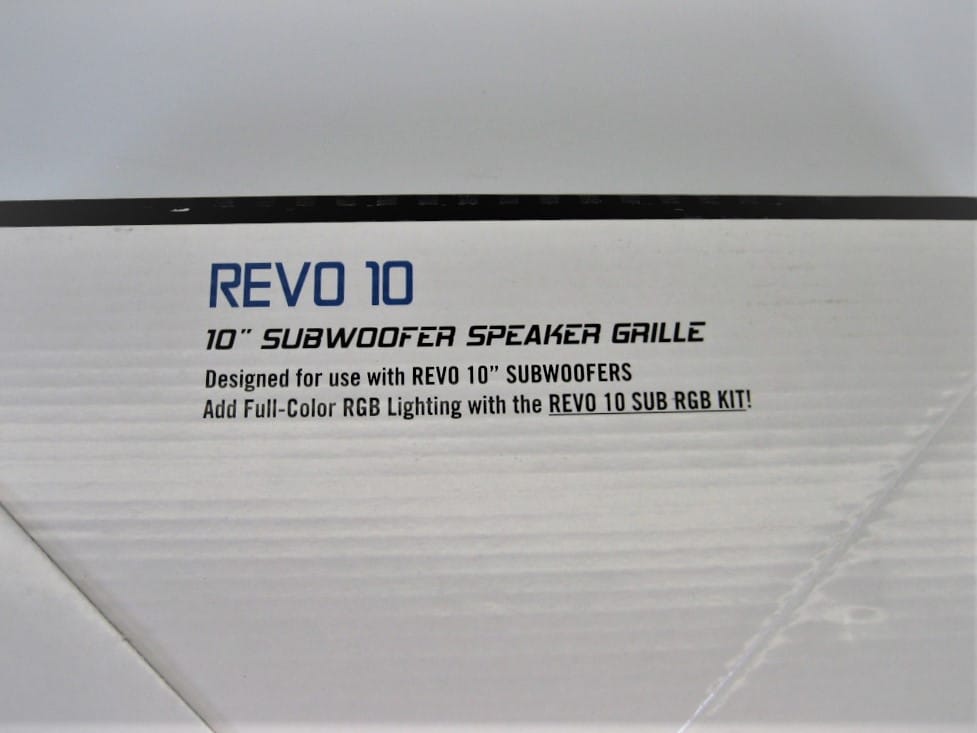 REVO 10
10" SUBWOOFER SPEAKER GRILLE
Designed for use with REVO 10” SUBWOOFERS
Add Full-Color RGB Lighting with the REVO 10 SUB RGB KIT!